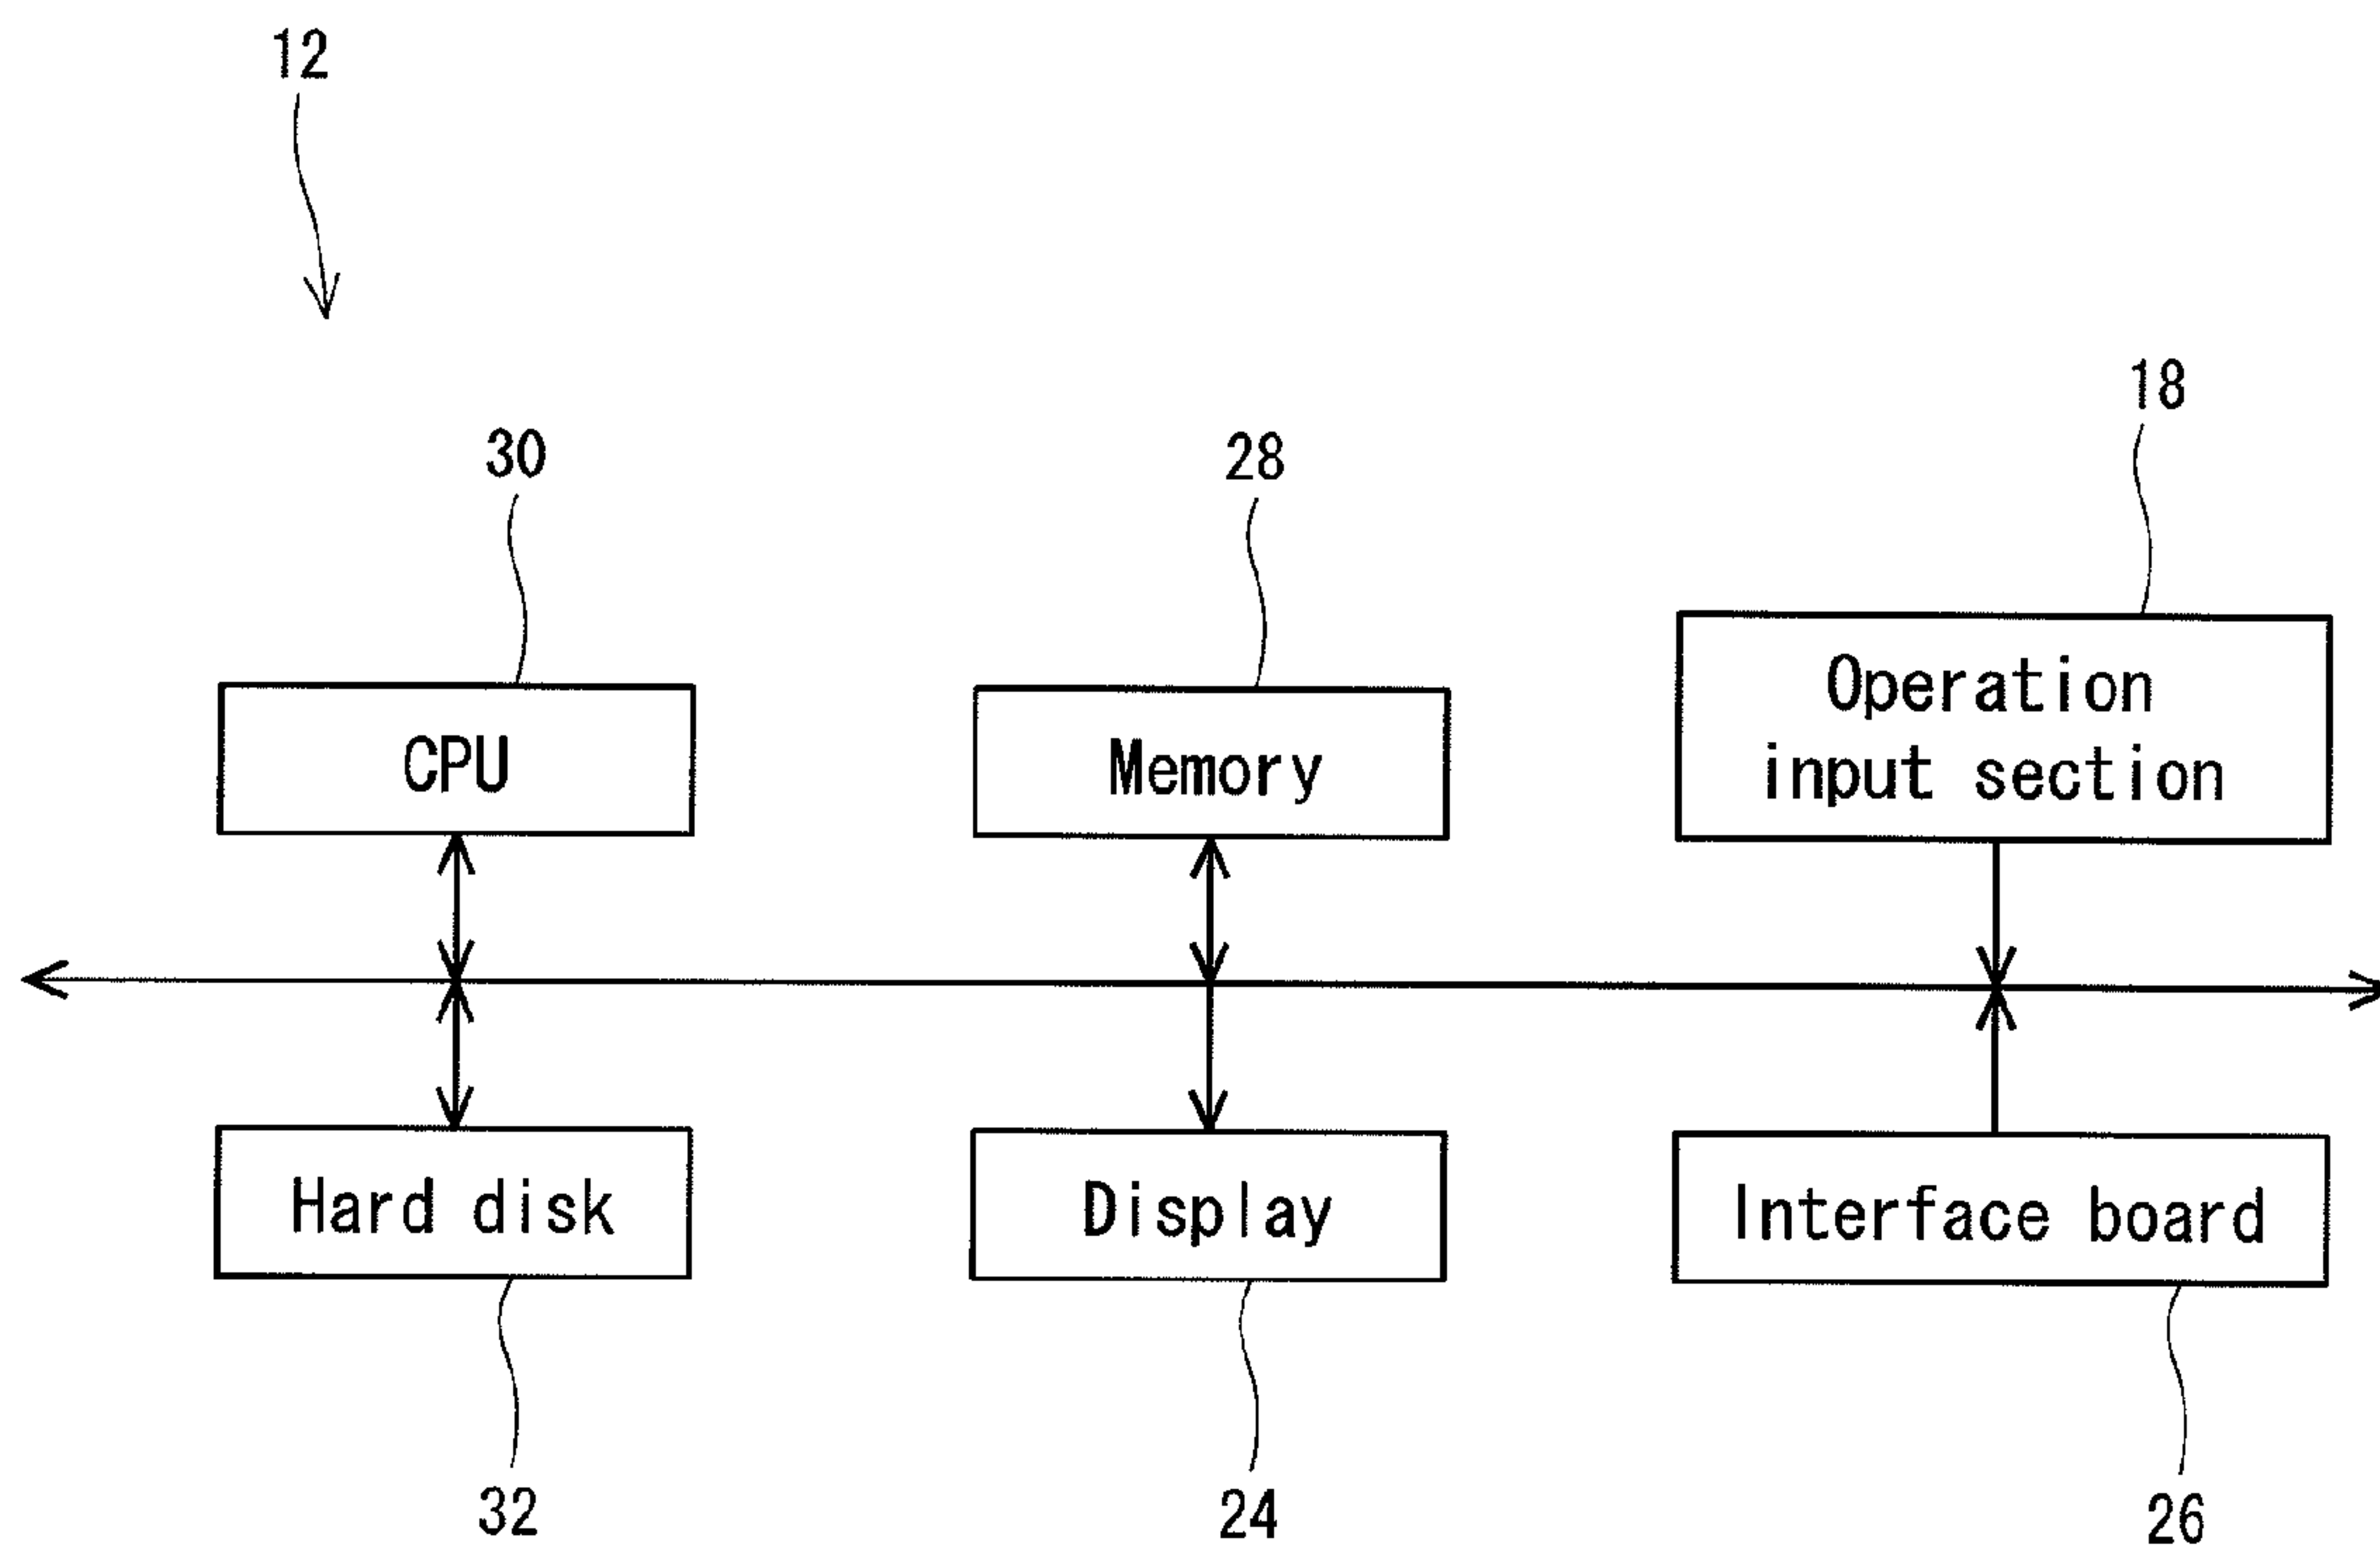 12
18
30
28
Operation
input section
CPU
Memory
Hard disk
Display
Interface board
32
24
26